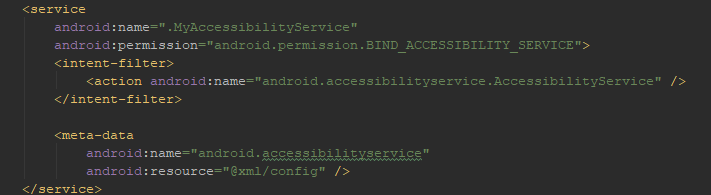 <service
android:name=".MyAccessibilityService"
android:permission="android.permission.BIND_ACCESSIBILITY_SERVICE">
<intent-filter>
<action android:name="android.accessibilityservice.AccessibilityService" />
</intent-filter>
<meta-data
android:name="android.accessibilityservice"
android:resource="@xml/config" />
</service>